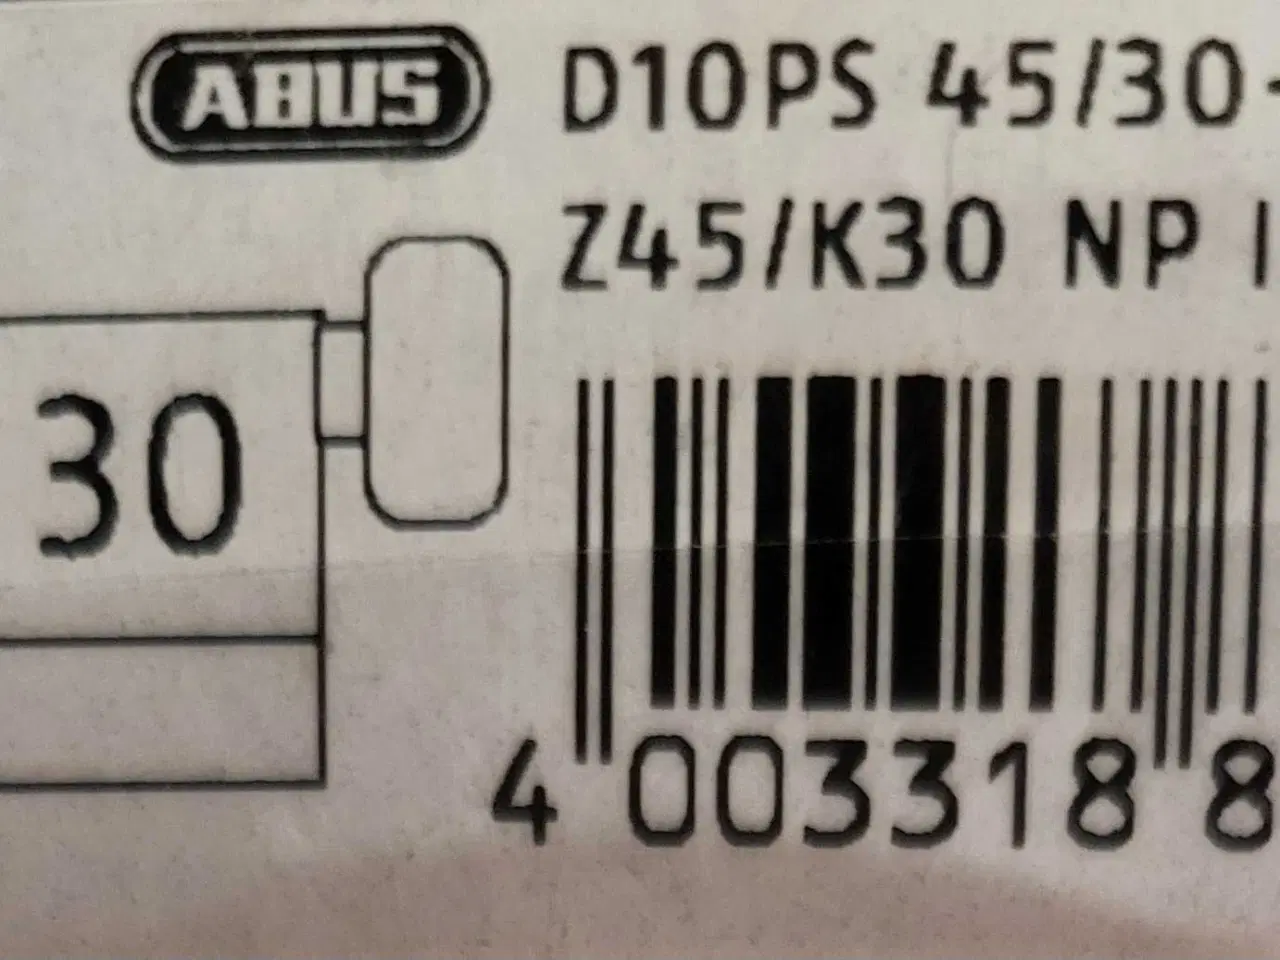 ABUS D10PS 45/30-
Z45/K30 NP
30
4 003318 8